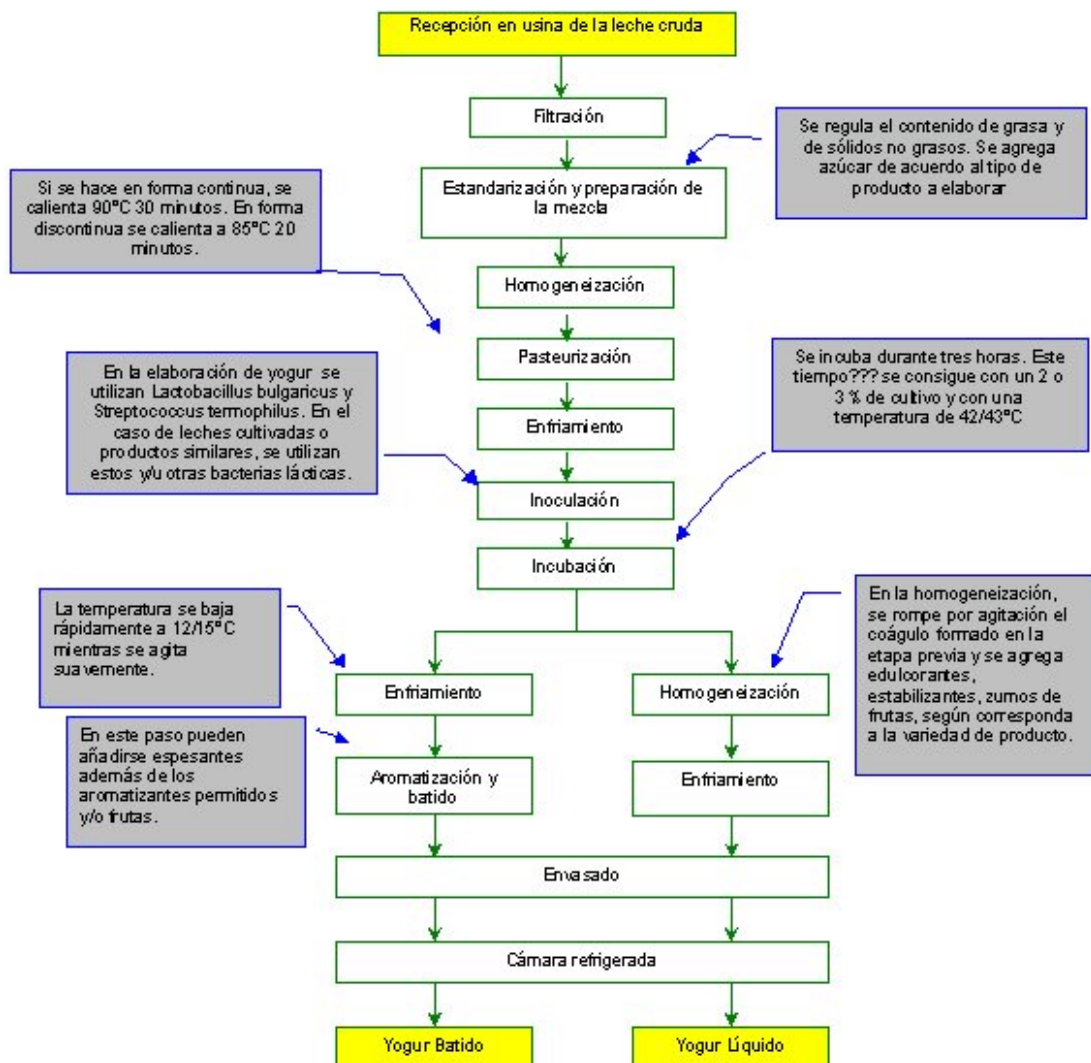 Recepción en usina de la leche cruda
Filtración
Se regula el contenido de grasa y
de sólidos no grasos. Se agrega
azúcar de acuerdo al tipo de
producto a elaborar
Estandarización y preparación de
la mezcla
Si se hace en forma continua, se
calienta 90°C 30 minutos. En forma
discontinua se calienta a 85°C 20
minutos.
Homogeneización
Pasteurización
En la elaboración de yogur se
utilizan Lactobacillus bulgaricus y
Streptococcus termophilus. En el
caso de leches cultivadas o
productos similares, se utilizan
estos y/u otras bacterias lácticas.
Se incuba durante tres horas. Este
tiempo??? se consigue con un 2 o
3 % de cultivo y con una
temperatura de 42/43°C
Enfriamiento
Inoculación
Incubación
La temperatura se baja
rápidamente a 12/15°C
mientras se agita
suavemente.
En la homogeneización,
se rompe por agitación el
coágulo formado en la
etapa previa y se agrega
edulcorantes,
estabilizantes, zumos de
frutas, según corresponda
a la variedad de producto.
Enfriamiento
Homogeneización
En este paso pueden
añadirse espesantes
además de los
aromatizantes permitidos
y/o frutas.
Aromatización y
batido
Enfriamiento
Envasado
Cámara refrigerada
Yogur Batido
Yogur Líquido